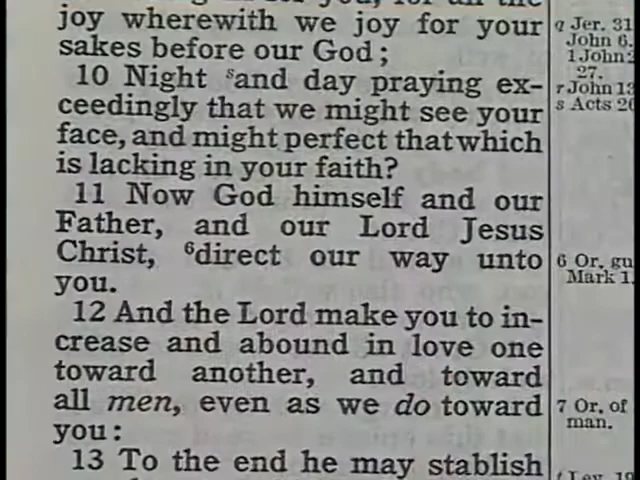 joy wherewith we joy for your
sakes before our God;
10 Night ˢand day praying ex-
ceedingly that we might see your
face, and might perfect that which
is lacking in your faith?
11 Now God himself and our
Father, and our Lord Jesus
Christ, ⁶direct our way unto
you.
12 And the Lord make you to in-
crease and abound in love one
toward another, and toward
all men, even as we do toward
you:
13 To the end he may stablish
q Jer. 31
John 6.
1 John
27.
r John 13
s Acts 2
6 Or, gu
Mark 1.
7 Or, of
man.